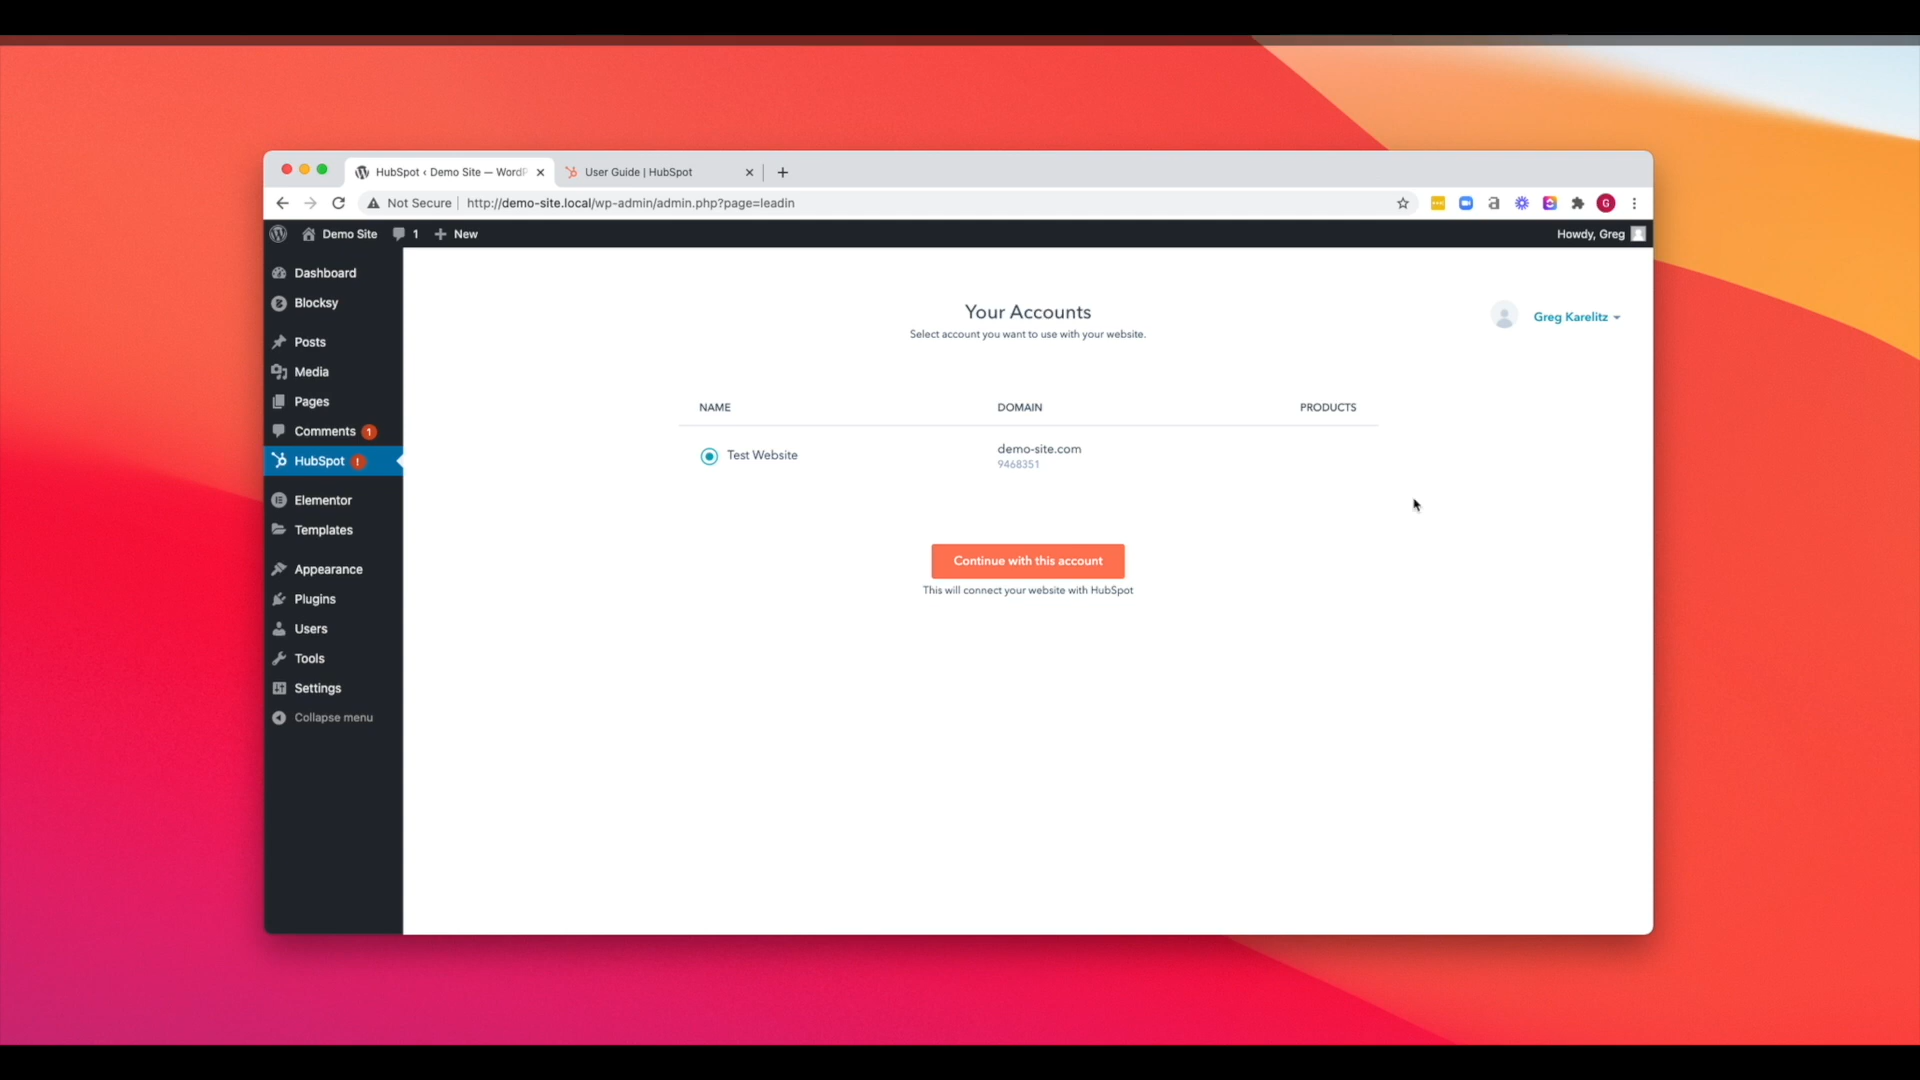 HubSpot ‹ Demo Site — WordP
User Guide | HubSpot
Not Secure
http://demo-site.local/wp-admin/admin.php?page=leadin
G
Demo Site
1
New
Howdy, Greg
Dashboard
Blocksy
Posts
Media
Pages
Comments 1
HubSpot !
Elementor
Templates
Appearance
Plugins
Users
Tools
Settings
Collapse menu
Your Accounts
Select account you want to use with your website.
Greg Karelitz
NAME DOMAIN PRODUCTS
Test Website
demo-site.com
9468351
Continue with this account
This will connect your website with HubSpot